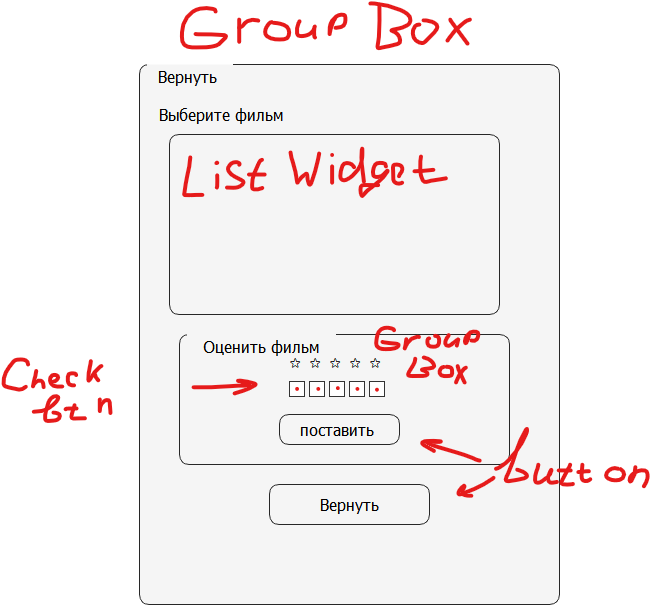 Group Box
Вернуть
Выберите фильм
List Widget
Оценить фильм
Group
Box
Check
btn
поставить
button
Вернуть